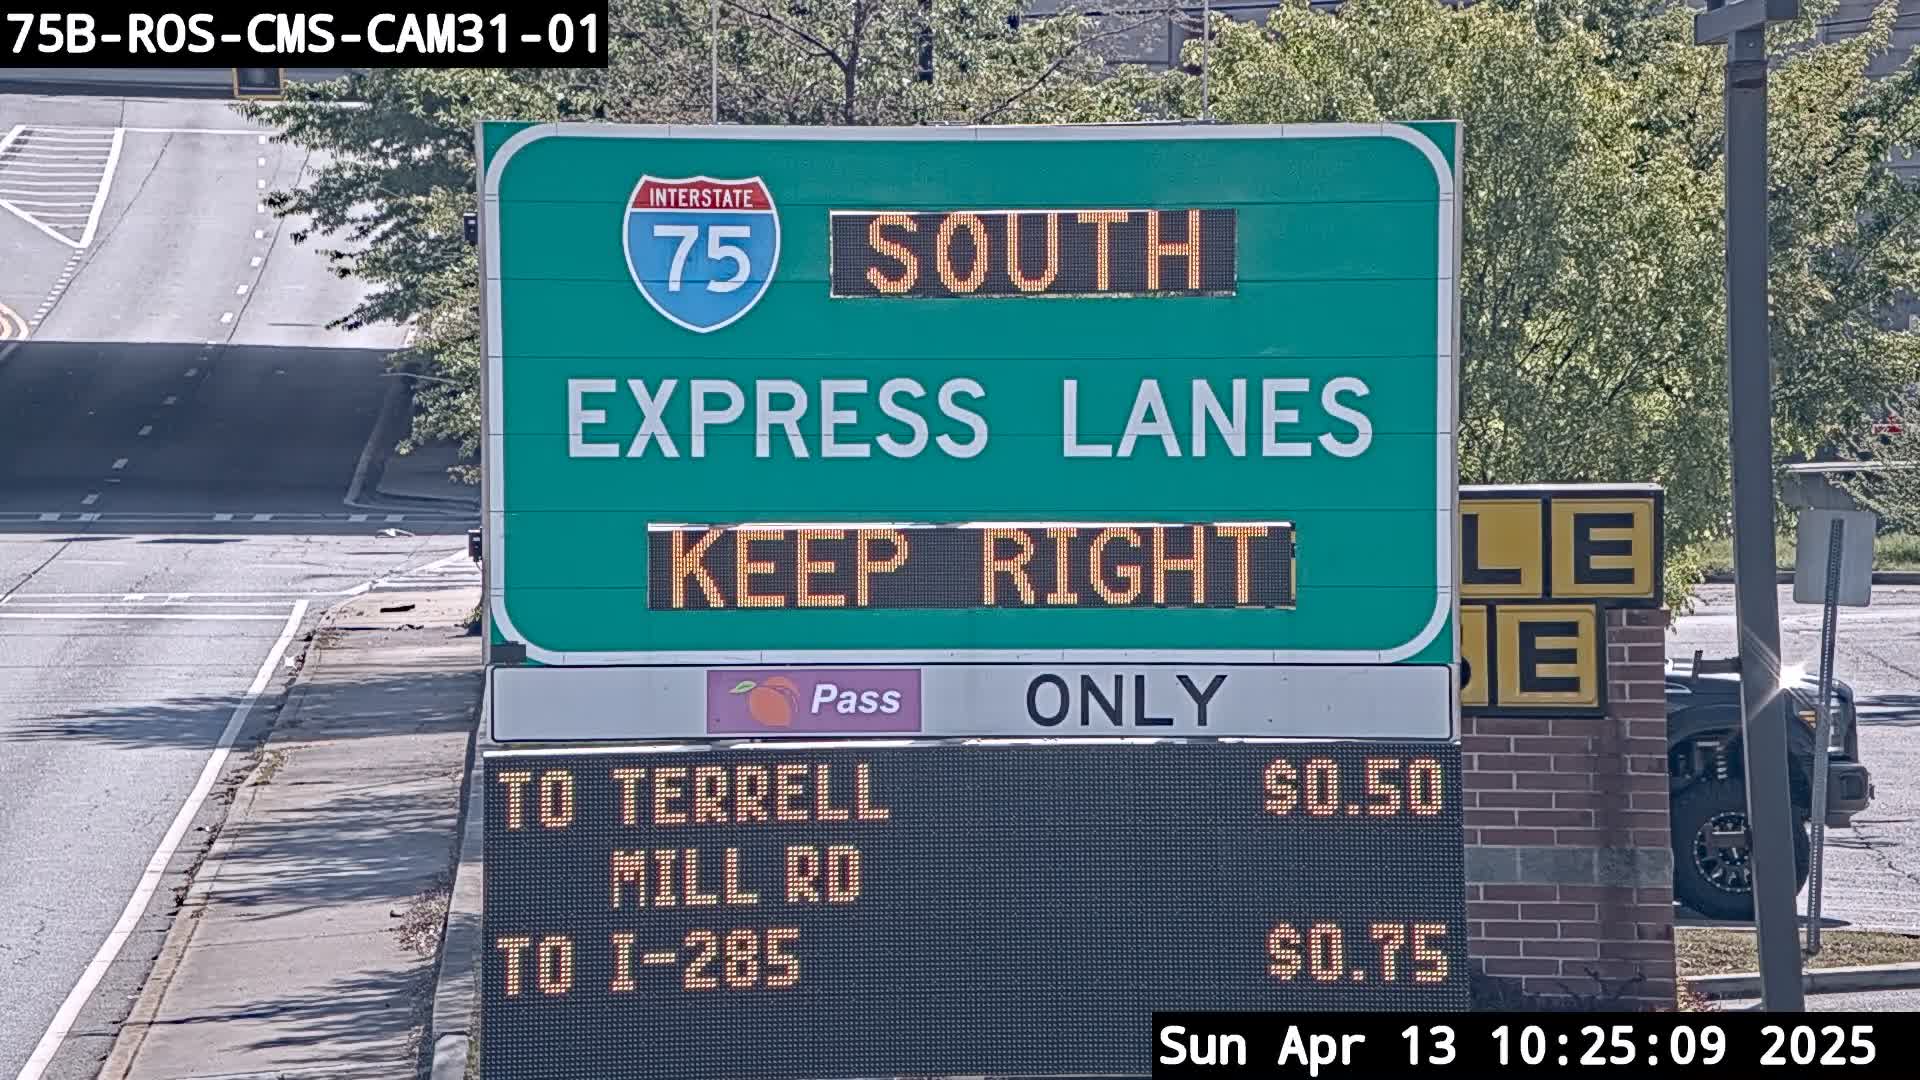 75B-ROS-CMS-CAM31-01
INTERSTATE
75
SOUTH
EXPRESS LANES
KEEP RIGHT
Pass ONLY
TO TERRELL $0.50
MILL RD
TO I-285 $0.75
LE
E
Sun Apr 13 10:25:09 2025